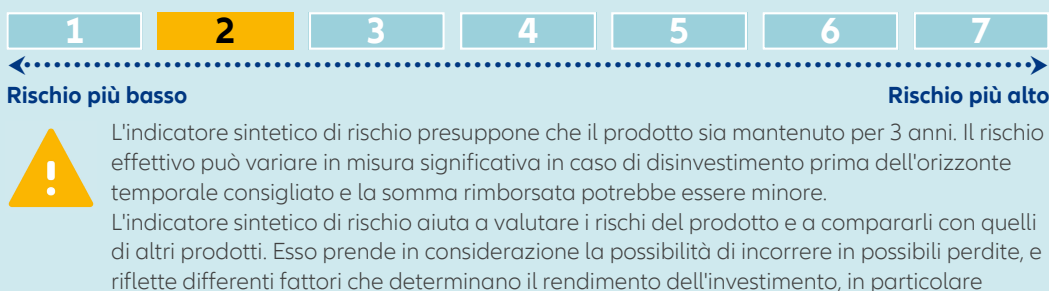 1 2 3 4 5 6 7
Rischio più basso Rischio più alto
L'indicatore sintetico di rischio presuppone che il prodotto sia mantenuto per 3 anni. Il rischio
effettivo può variare in misura significativa in caso di disinvestimento prima dell'orizzonte
temporale consigliato e la somma rimborsata potrebbe essere minore.
L'indicatore sintetico di rischio aiuta a valutare i rischi del prodotto e a compararli con quelli
di altri prodotti. Esso prende in considerazione la possibilità di incorrere in possibili perdite, e
riflette differenti fattori che determinano il rendimento dell'investimento, in particolare